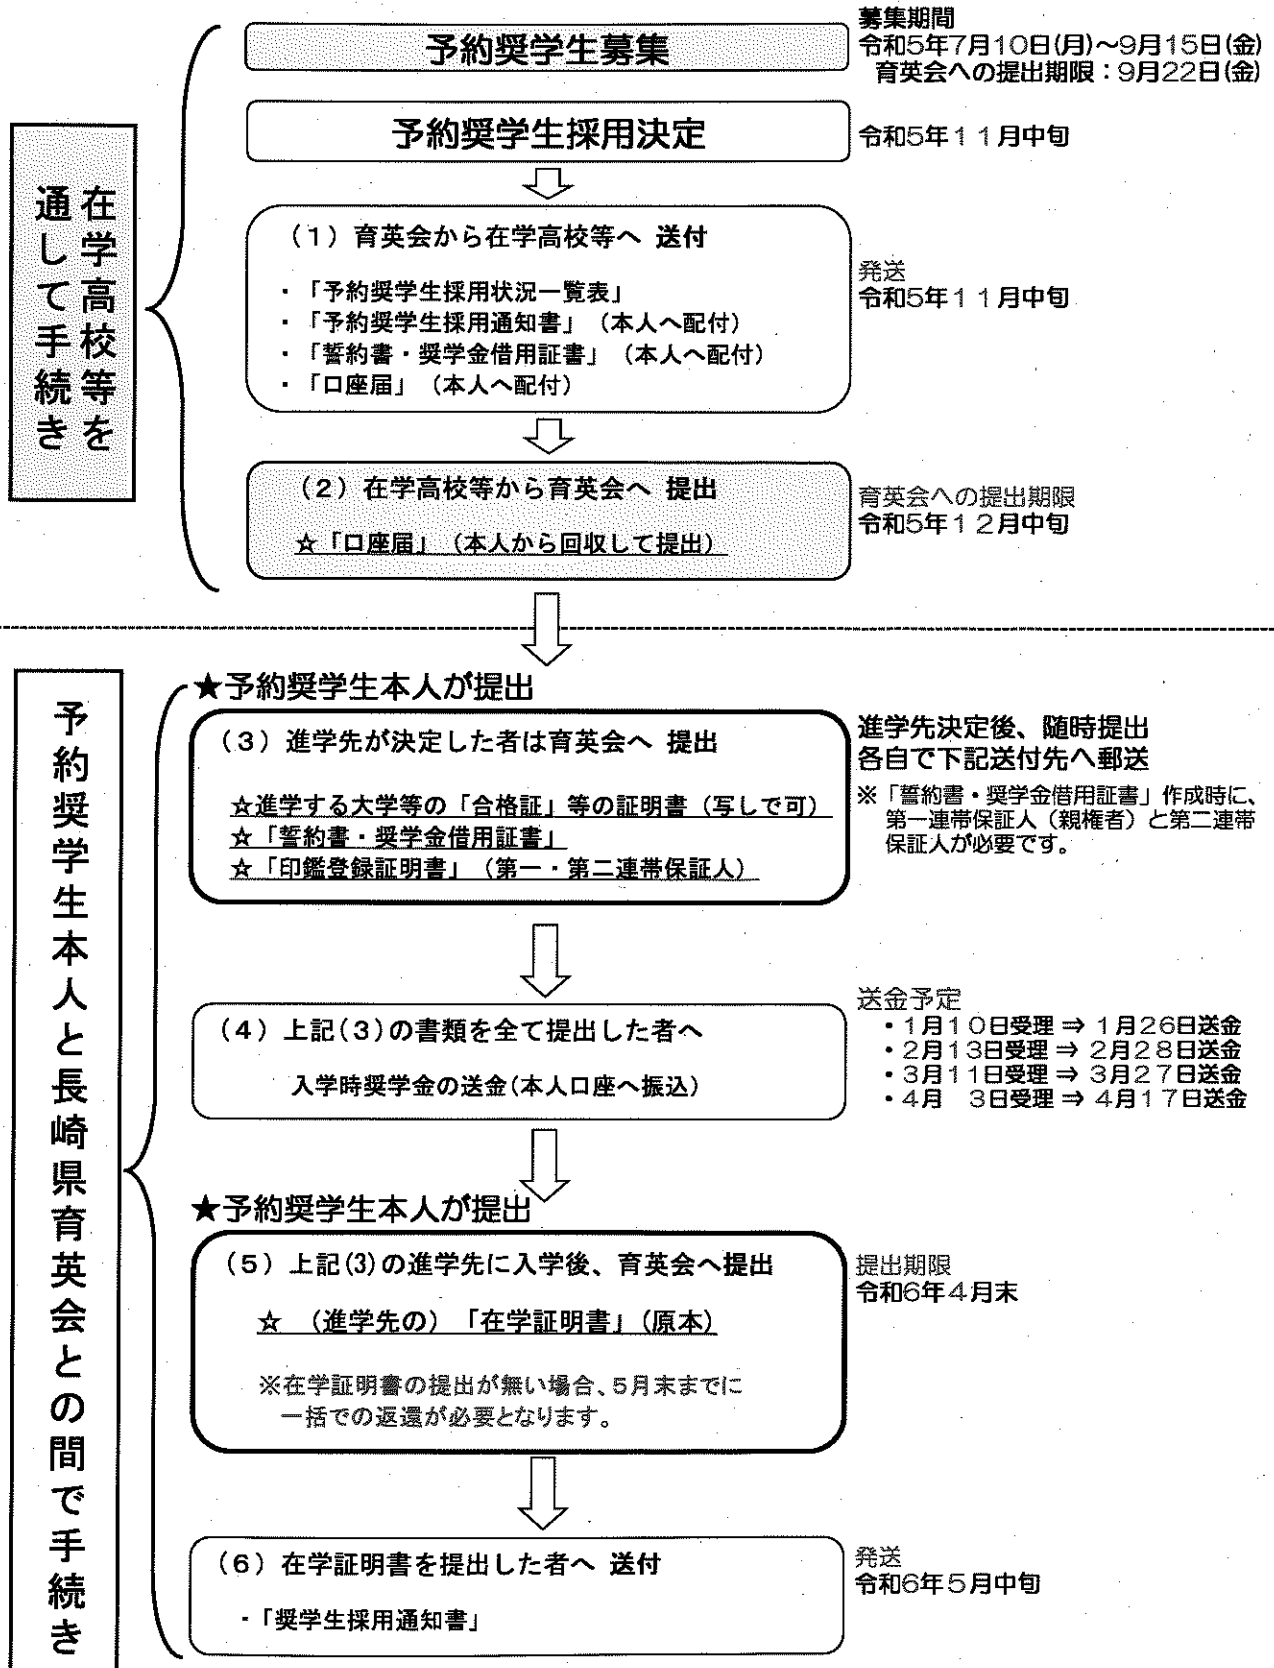 予約奨学生募集
募集期間
令和5年7月10日(月)～9月15日(金)
育英会への提出期限：9月22日(金)
在学高校等を
通して手続き
予約奨学生採用決定
令和5年11月中旬
（1）育英会から在学高校等へ 送付
・「予約奨学生採用状況一覧表」
・「予約奨学生採用通知書」（本人へ配付）
・「誓約書・奨学金借用証書」（本人へ配付）
・「口座届」（本人へ配付）
発送
令和5年11月中旬
（2）在学高校等から育英会へ 提出
☆「口座届」（本人から回収して提出）
育英会への提出期限
令和5年12月中旬
予約奨学生本人と長崎県育英会との間で手続き
★予約奨学生本人が提出
（3）進学先が決定した者は育英会へ 提出
☆進学する大学等の「合格証」等の証明書（写しで可）
☆「誓約書・奨学金借用証書」
☆「印鑑登録証明書」（第一・第二連帯保証人）
進学先決定後、随時提出
各自で下記送付先へ郵送
※「誓約書・奨学金借用証書」作成時に、
第一連帯保証人（親権者）と第二連帯
保証人が必要です。
（4）上記(3)の書類を全て提出した者へ
入学時奨学金の送金(本人口座へ振込)
送金予定
・1月10日受理 ⇒ 1月26日送金
・2月13日受理 ⇒ 2月28日送金
・3月11日受理 ⇒ 3月27日送金
・4月　3日受理 ⇒ 4月17日送金
★予約奨学生本人が提出
（5）上記(3)の進学先に入学後、育英会へ提出
☆ （進学先の）「在学証明書」(原本)
※在学証明書の提出が無い場合、5月末までに
一括での返還が必要となります。
提出期限
令和6年4月末
（6）在学証明書を提出した者へ 送付
・「奨学生採用通知書」
発送
令和6年5月中旬